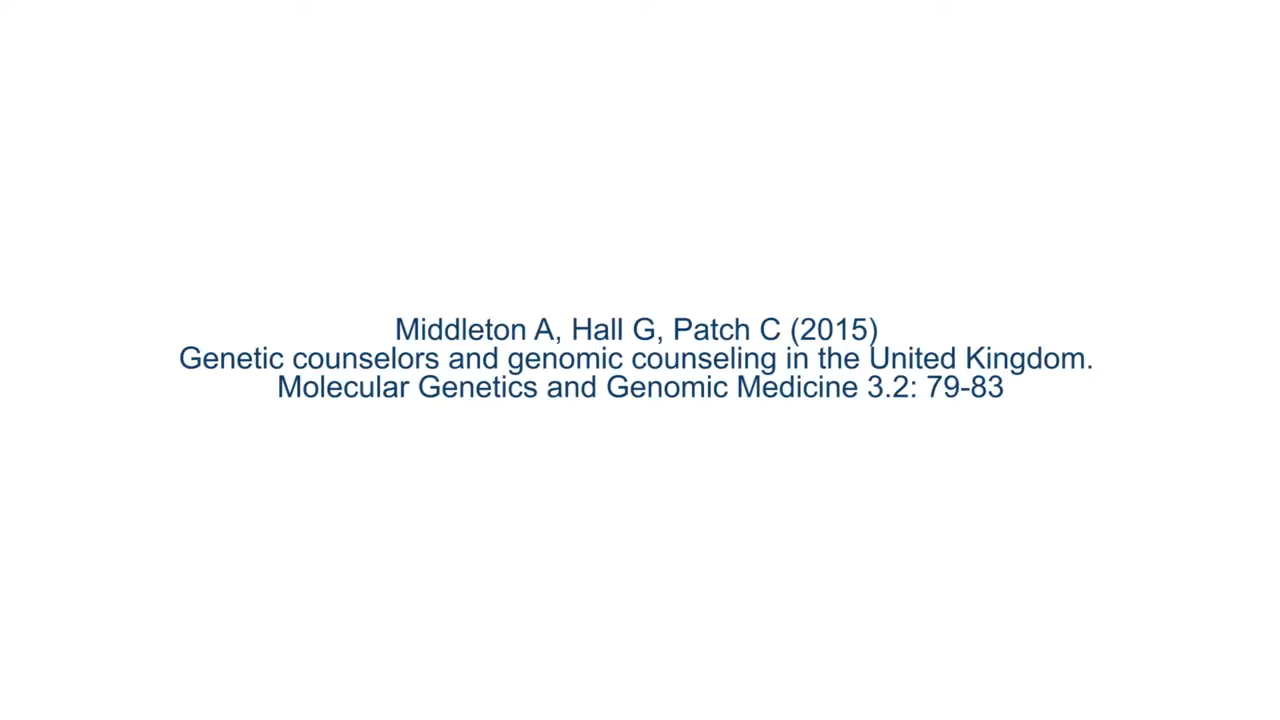 Middleton A, Hall G, Patch C (2015)
Genetic counselors and genomic counseling in the United Kingdom.
Molecular Genetics and Genomic Medicine 3.2: 79-83